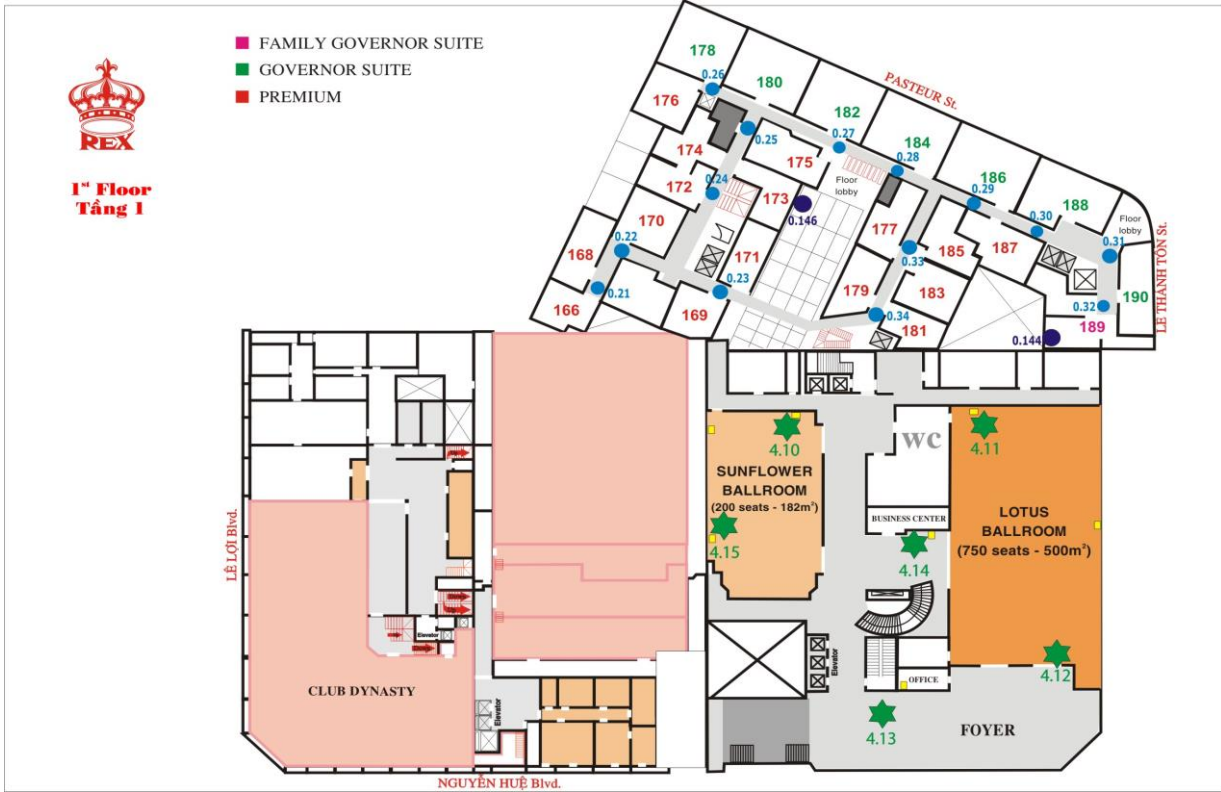 REX
1st Floor
Tầng 1
FAMILY GOVERNOR SUITE
GOVERNOR SUITE
PREMIUM
PASTEUR St.
LE THÁNH TÔN St.
178
0.26
180
176
182
0.25
0.27
184
174
175
0.28
186
172
0.24
173
Floor
lobby
0.146
0.29
188
170
177
0.30
Floor
lobby
0.22
171
185
187
0.31
168
0.33
0.23
179
183
190
0.21
166
169
0.34
0.32
181
189
0.144
4.10
WC
4.11
SUNFLOWER
BALLROOM
(200 seats - 182m²)
BUSINESS CENTER
LOTUS
BALLROOM
(750 seats - 500m²)
4.15
4.14
LÊ LỢI Blvd.
Elevator
Elevator
CLUB DYNASTY
OFFICE
4.12
Elevator
4.13
FOYER
NGUYỄN HUỆ Blvd.